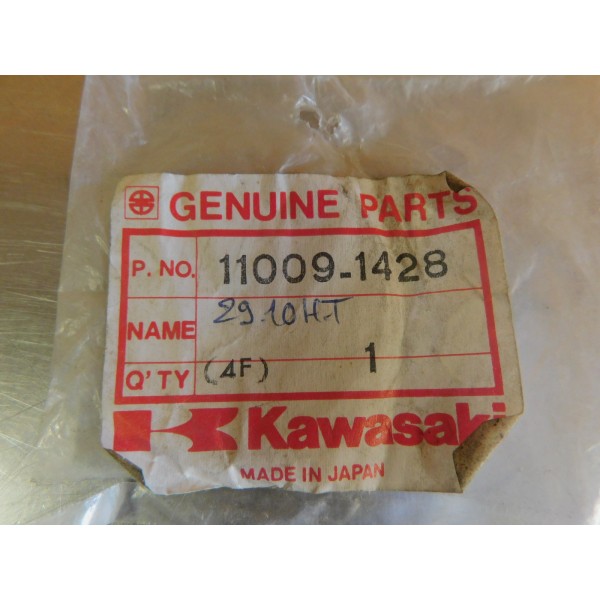 GENUINE PARTS
P. NO. 11009-1428
NAME 29.10H.T
Q'TY (4F) 1
Kawasaki
MADE IN JAPAN